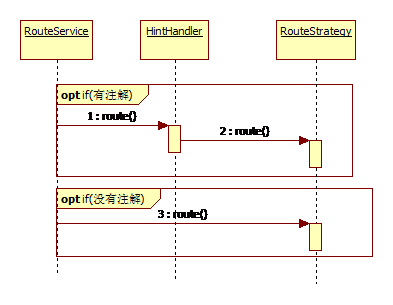 RouteService HintHandler RouteStrategy
opt if(有注解)
1 : route()
2 : route()
opt if(没有注解)
3 : route()